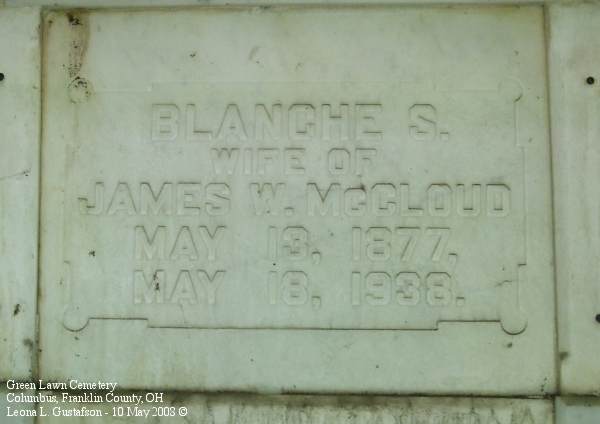 BLANCHE S.
WIFE OF
JAMES W. McCLOUD
MAY 13, 1877,
MAY 18, 1938.
Green Lawn Cemetery
Columbus, Franklin County, OH
Leona L. Gustafson - 10 May 2003 ©